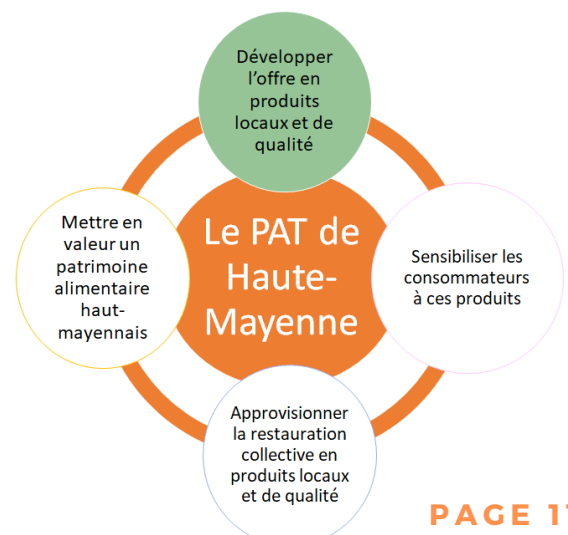 Développer
l'offre en
produits
locaux et de
qualité
Le PAT de
Haute-
Mayenne
Sensibiliser les
consommateurs
à ces produits
Approvisionner
la restauration
collective en
produits locaux
et de qualité
Mettre en
valeur un
patrimoine
alimentaire
haut-
mayennais
PAGE